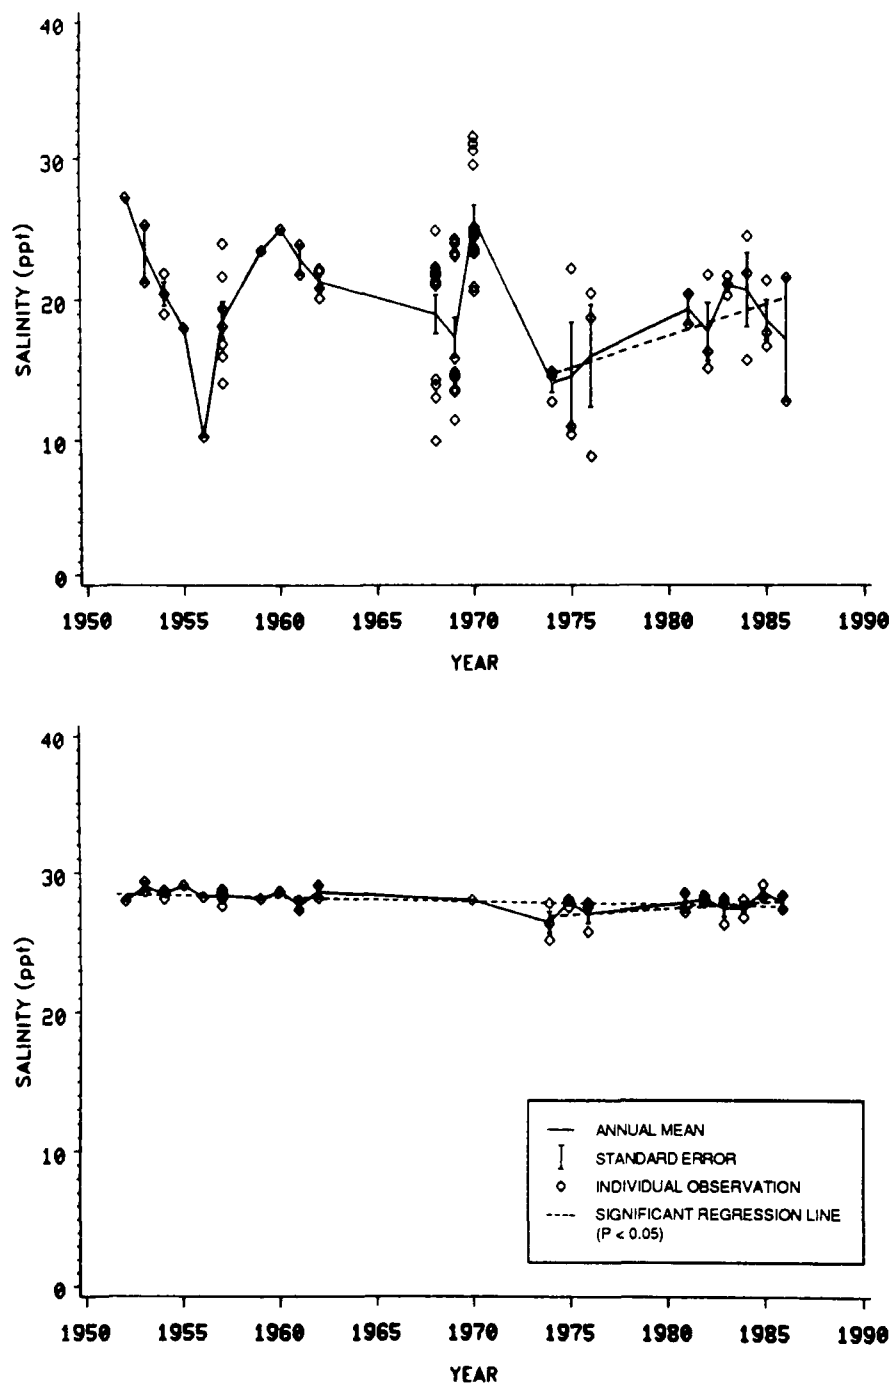 40
30
20
10
0
SALINITY (ppt)
1950 1955 1960 1965 1970 1975 1980 1985 1990
YEAR
40
30
20
10
0
SALINITY (ppt)
ANNUAL MEAN
STANDARD ERROR
INDIVIDUAL OBSERVATION
SIGNIFICANT REGRESSION LINE
(P < 0.05)
1950 1955 1960 1965 1970 1975 1980 1985 1990
YEAR